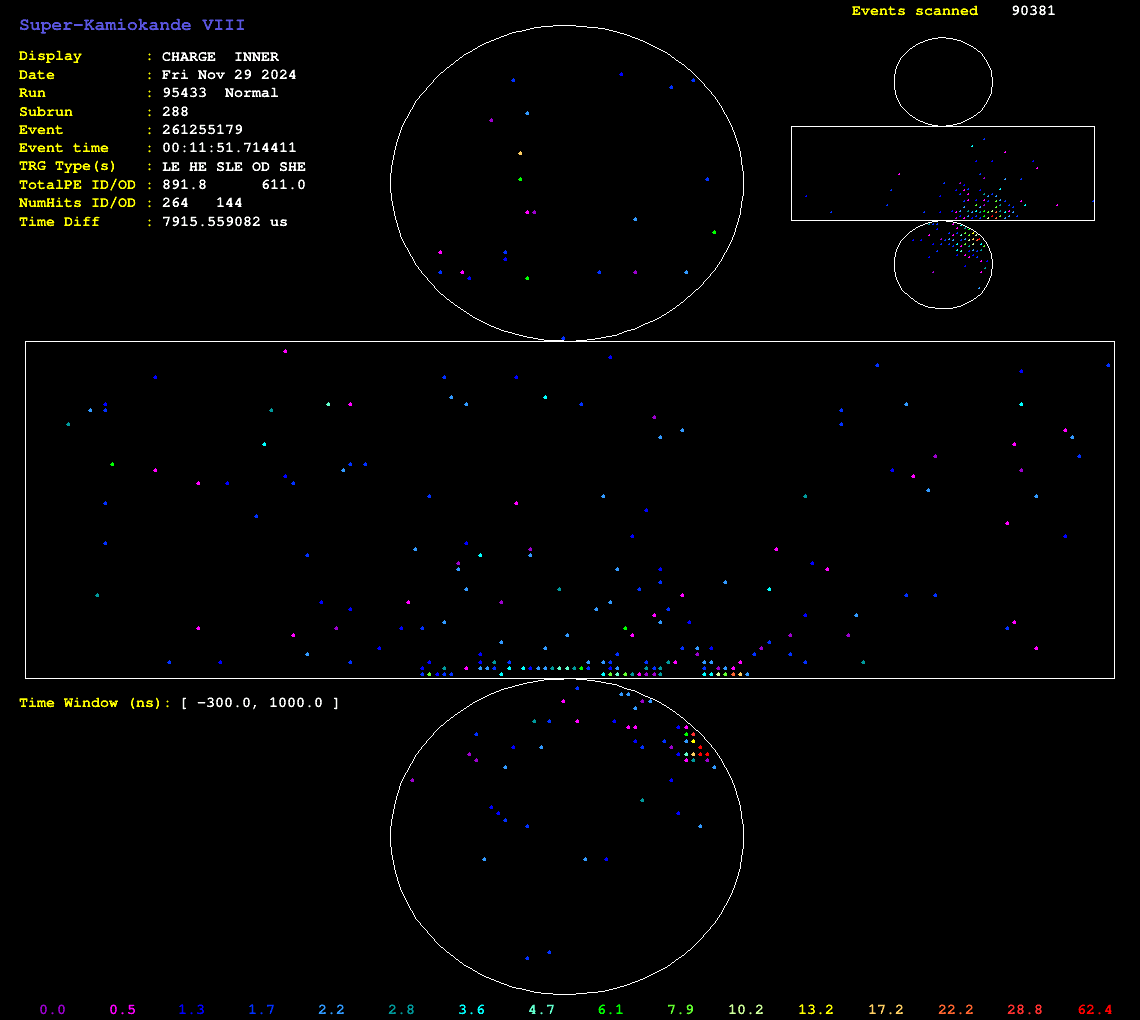 Super-Kamiokande VIII
Events scanned 90381
Display : CHARGE INNER
Date : Fri Nov 29 2024
Run : 95433 Normal
Subrun : 288
Event : 261255179
Event time : 00:11:51.714411
TRG Type(s) : LE HE SLE OD SHE
TotalPE ID/OD : 891.8 611.0
NumHits ID/OD : 264 144
Time Diff : 7915.559082 us
Time Window (ns): [ -300.0, 1000.0 ]
0.0 0.5 1.3 1.7 2.2 2.8 3.6 4.7 6.1 7.9 10.2 13.2 17.2 22.2 28.8 62.4